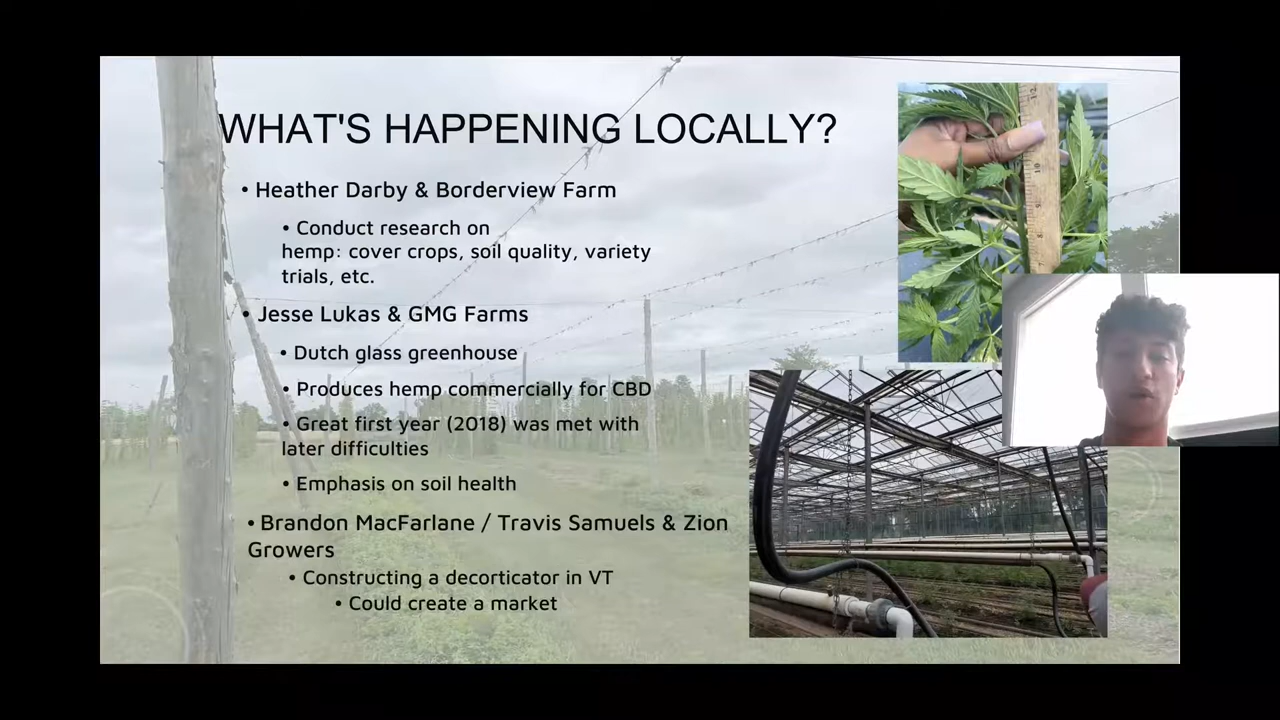 WHAT'S HAPPENING LOCALLY?
• Heather Darby & Borderview Farm
• Conduct research on
hemp: cover crops, soil quality, variety
trials, etc.
• Jesse Lukas & GMG Farms
• Dutch glass greenhouse
• Produces hemp commercially for CBD
• Great first year (2018) was met with
later difficulties
• Emphasis on soil health
• Brandon MacFarlane / Travis Samuels & Zion
Growers
• Constructing a decorticator in VT
• Could create a market